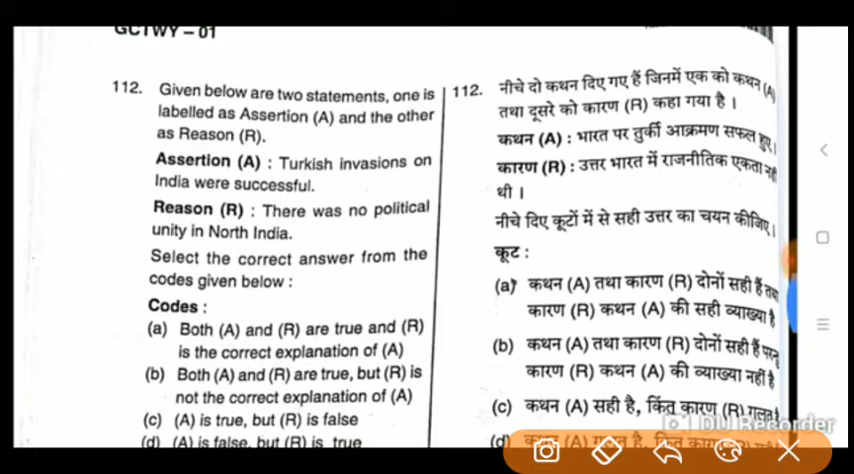 GCTWY – 01
112. Given below are two statements, one is
labelled as Assertion (A) and the other
as Reason (R).
Assertion (A) : Turkish invasions on
India were successful.
Reason (R) : There was no political
unity in North India.
Select the correct answer from the
codes given below :
Codes :
(a) Both (A) and (R) are true and (R)
is the correct explanation of (A)
(b) Both (A) and (R) are true, but (R) is
not the correct explanation of (A)
(c) (A) is true, but (R) is false
(d) (A) is false, but (R) is true
112. नीचे दो कथन दिए गए हैं जिनमें एक को कथन (A)
तथा दूसरे को कारण (R) कहा गया है ।
कथन (A) : भारत पर तुर्की आक्रमण सफल हुए।
कारण (R) : उत्तर भारत में राजनीतिक एकता नहीं
थी ।
नीचे दिए कूटों में से सही उत्तर का चयन कीजिए।
कूट :
(a) कथन (A) तथा कारण (R) दोनों सही हैं तथा
कारण (R) कथन (A) की सही व्याख्या है
(b) कथन (A) तथा कारण (R) दोनों सही हैं परन्तु
कारण (R) कथन (A) की व्याख्या नहीं है
(c) कथन (A) सही है, किंतु कारण (R) गलत है
(d) कथन (A) गलत है, किंतु
DU Recorder